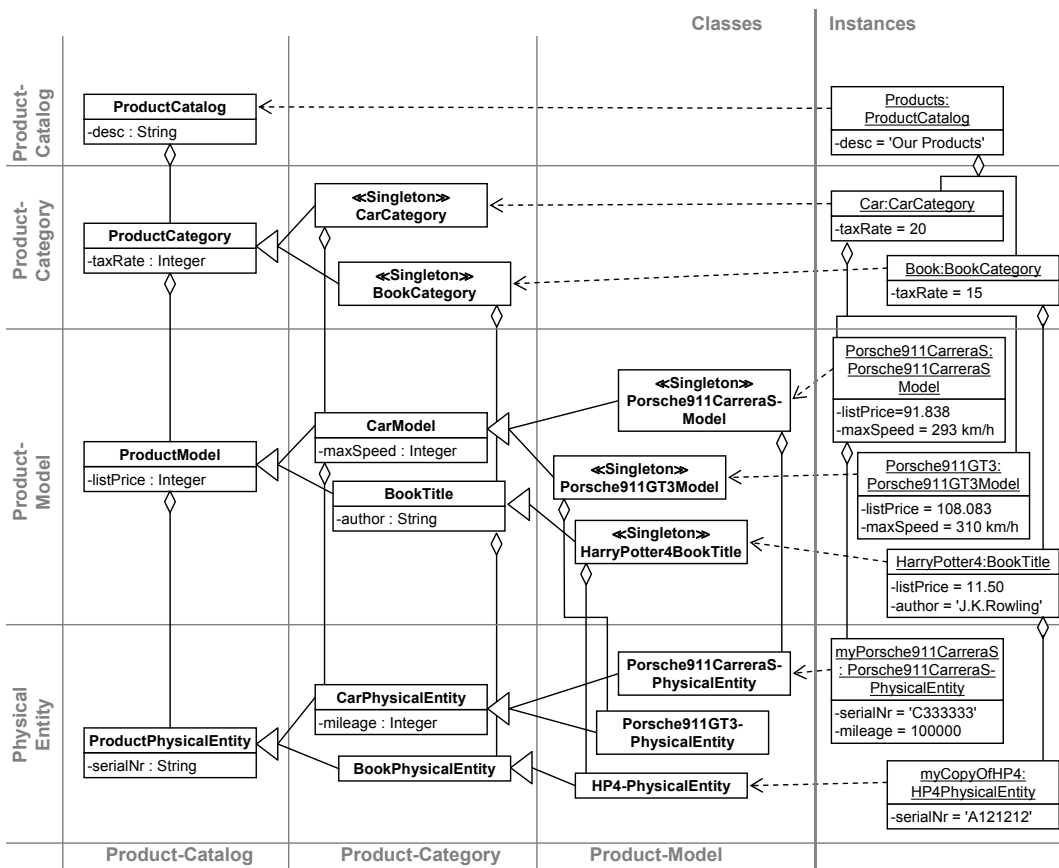 Classes
Instances
Product-
Catalog
ProductCatalog
-desc : String
Products:
ProductCatalog
-desc = 'Our Products'
Product-
Category
ProductCategory
-taxRate : Integer
≪Singleton≫
CarCategory
≪Singleton≫
BookCategory
Car:CarCategory
-taxRate = 20
Book:BookCategory
-taxRate = 15
Product-
Model
ProductModel
-listPrice : Integer
CarModel
-maxSpeed : Integer
BookTitle
-author : String
≪Singleton≫
Porsche911CarreraS-
Model
≪Singleton≫
Porsche911GT3Model
≪Singleton≫
HarryPotter4BookTitle
Porsche911CarreraS:
Porsche911CarreraS
Model
-listPrice=91.838
-maxSpeed = 293 km/h
Porsche911GT3:
Porsche911GT3Model
-listPrice = 108.083
-maxSpeed = 310 km/h
HarryPotter4:BookTitle
-listPrice = 11.50
-author = 'J.K.Rowling'
Physical
Entity
ProductPhysicalEntity
-serialNr : String
CarPhysicalEntity
-mileage : Integer
BookPhysicalEntity
Porsche911CarreraS-
PhysicalEntity
Porsche911GT3-
PhysicalEntity
HP4-PhysicalEntity
myPorsche911CarreraS
: Porsche911CarreraS-
PhysicalEntity
-serialNr = 'C333333'
-mileage = 100000
myCopyOfHP4:
HP4PhysicalEntity
-serialNr = 'A121212'
Product-Catalog
Product-Category
Product-Model